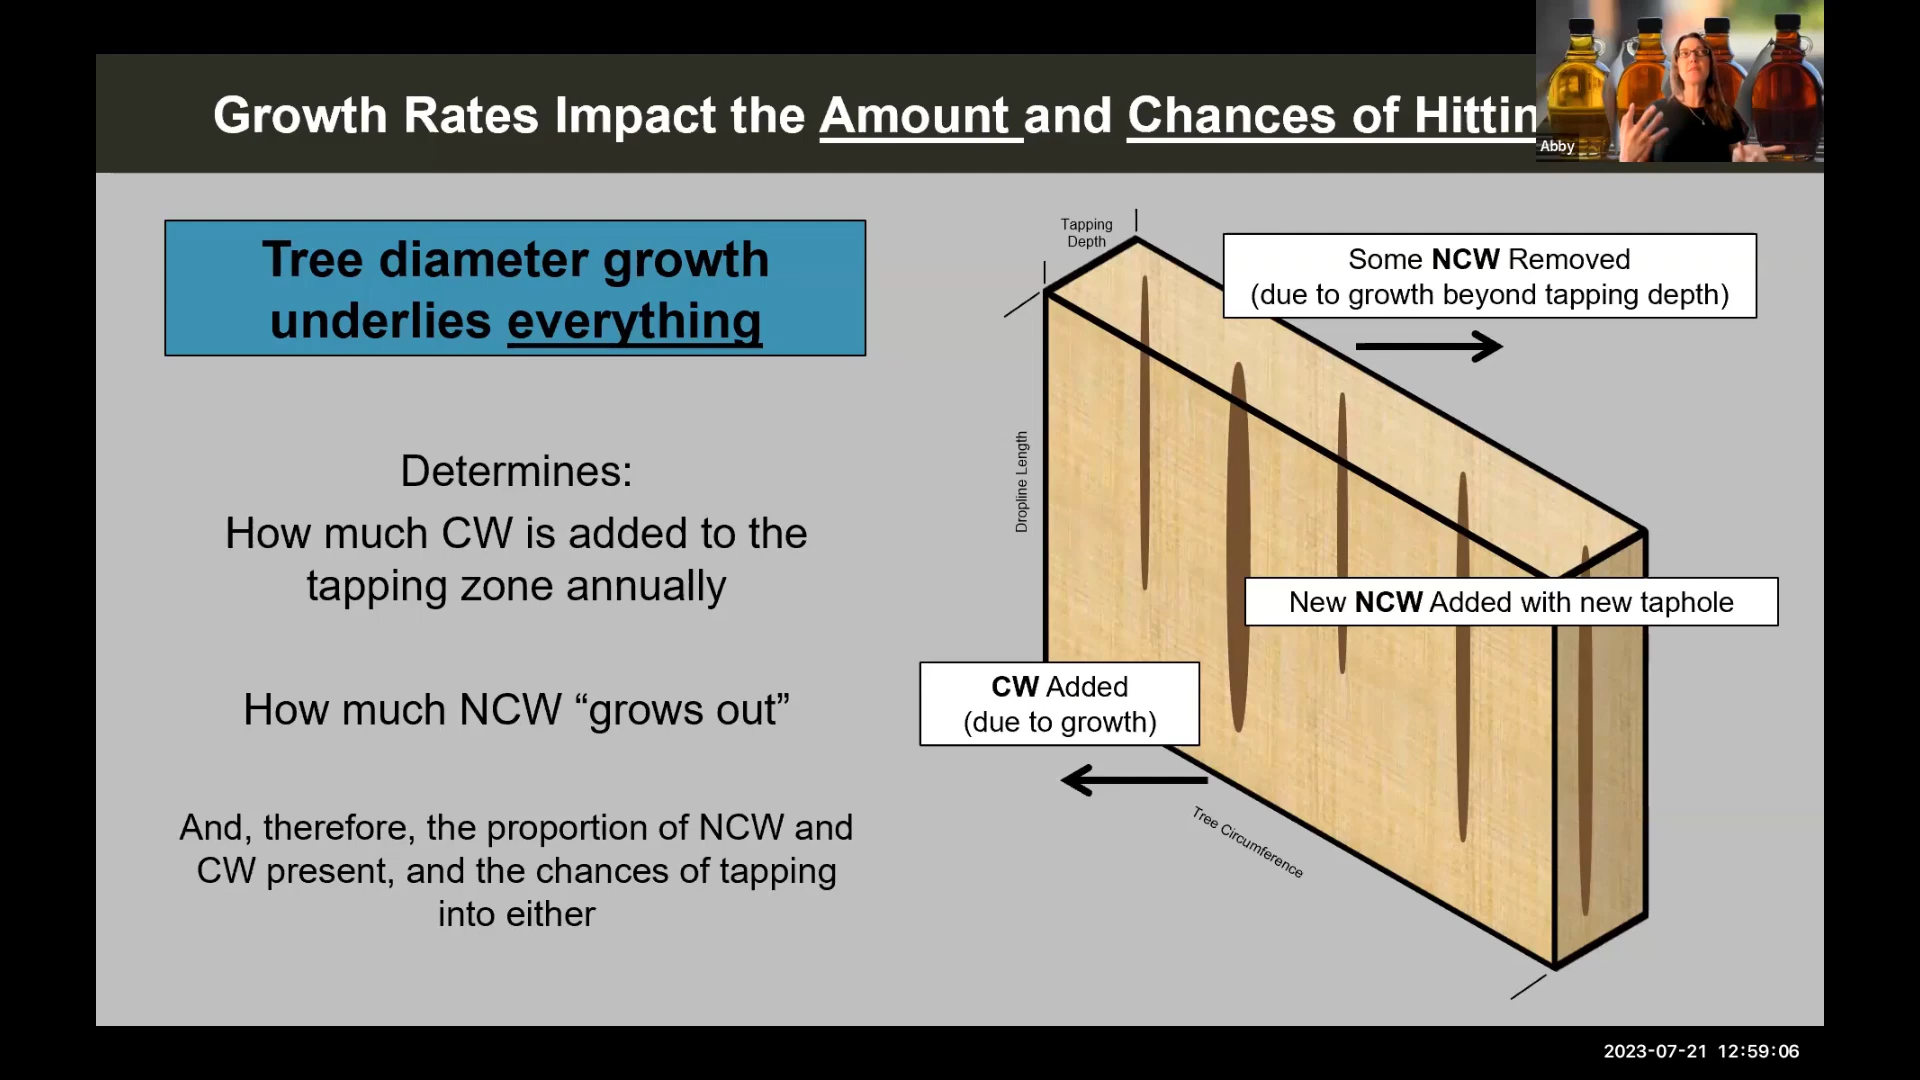 Growth Rates Impact the Amount and Chances of Hittin
Abby
Tree diameter growth
underlies everything
Determines:
How much CW is added to the
tapping zone annually
How much NCW “grows out”
And, therefore, the proportion of NCW and
CW present, and the chances of tapping
into either
Tapping
Depth
Some NCW Removed
(due to growth beyond tapping depth)
Dropline Length
New NCW Added with new taphole
CW Added
(due to growth)
Tree Circumference
2023-07-21 12:59:06